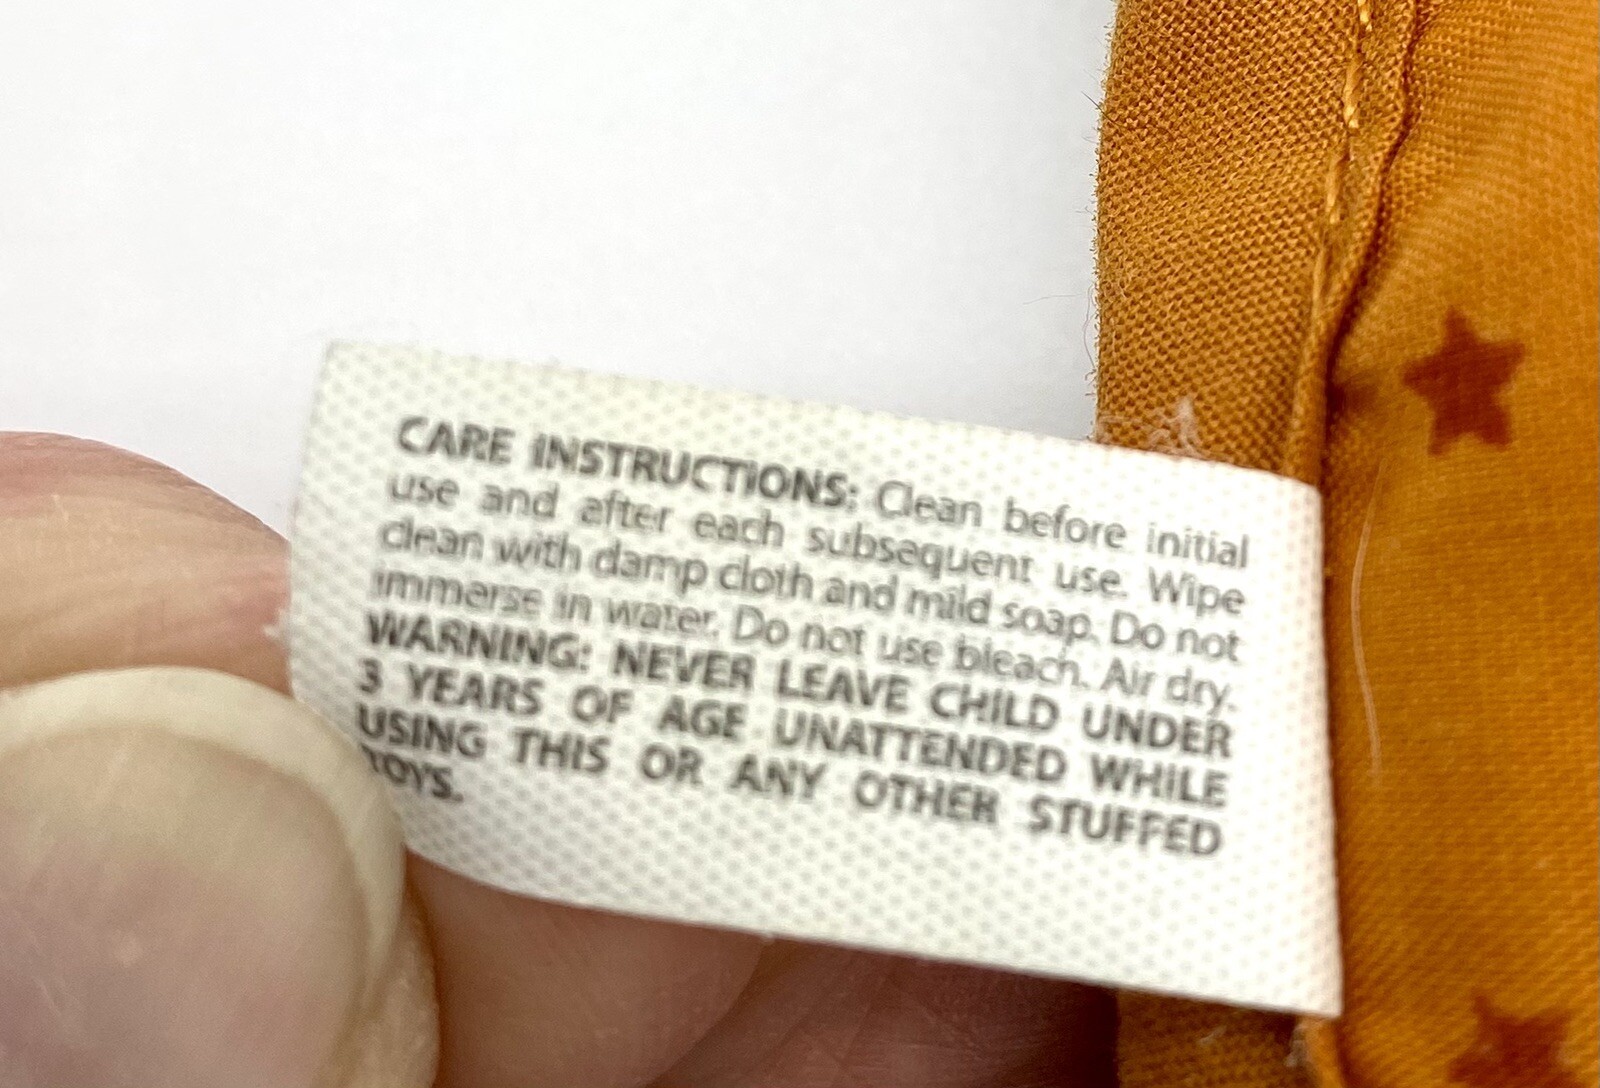 CARE INSTRUCTIONS: Clean before initial
use and after each subsequent use. Wipe
clean with damp cloth and mild soap. Do not
immerse in water. Do not use bleach. Air dry.
WARNING: NEVER LEAVE CHILD UNDER
3 YEARS OF AGE UNATTENDED WHILE
USING THIS OR ANY OTHER STUFFED
TOYS.